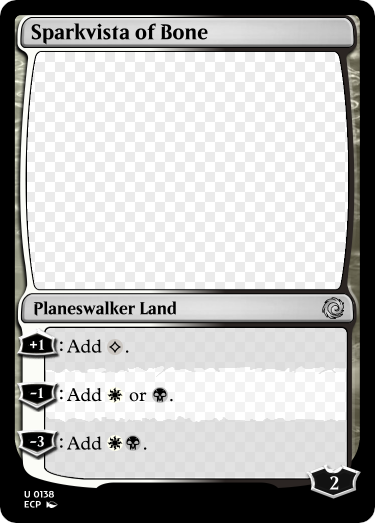 Sparkvista of Bone
Planeswalker Land
+1: Add .
-1: Add or .
-3: Add .
2
U 0138
ECP